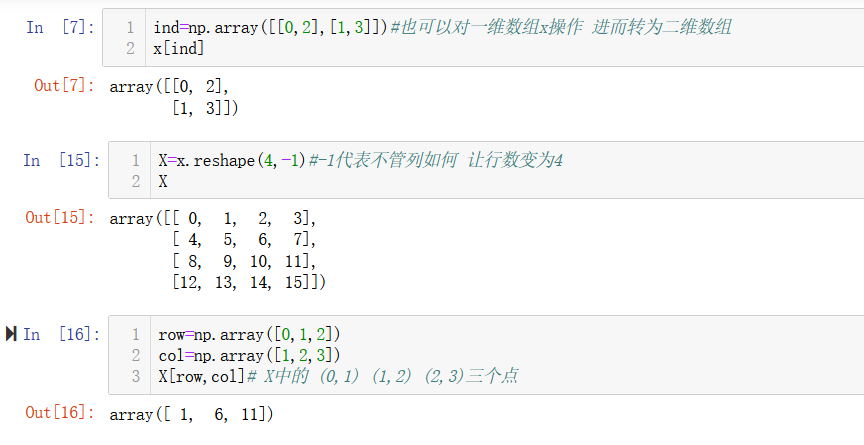 In [7]: 1 ind=np.array([[0,2],[1,3]])#也可以对一维数组x操作 进而转为二维数组
2 x[ind]
Out[7]: array([[0, 2],
[1, 3]])
In [15]: 1 X=x.reshape(4,-1)#-1代表不管列如何 让行数变为4
2 X
Out[15]: array([[ 0, 1, 2, 3],
[ 4, 5, 6, 7],
[ 8, 9, 10, 11],
[12, 13, 14, 15]])
In [16]: 1 row=np.array([0,1,2])
2 col=np.array([1,2,3])
3 X[row,col]# X中的 (0,1) (1,2) (2,3)三个点
Out[16]: array([ 1, 6, 11])